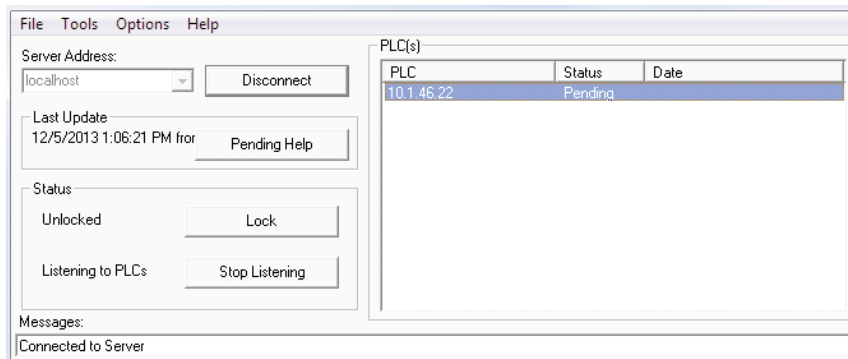 File Tools Options Help
Server Address:
localhost
Disconnect
Last Update
12/5/2013 1:06:21 PM fror
Pending Help
Status
Unlocked
Lock
Listening to PLCs
Stop Listening
PLC(s)
PLC Status Date
10.1.46.22 Pending
Messages:
Connected to Server